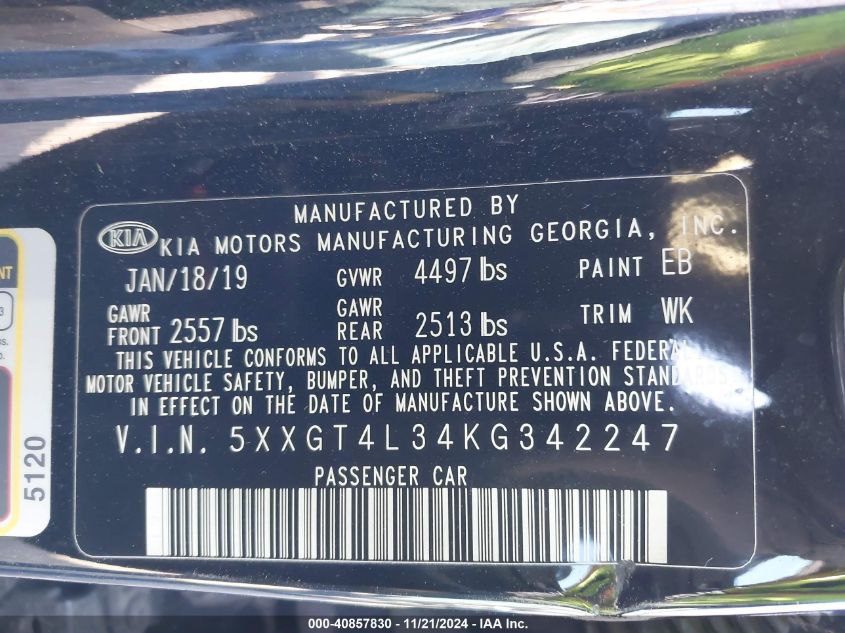 MANUFACTURED BY
KIA KIA MOTORS MANUFACTURING GEORGIA, INC.
JAN/18/19 GVWR 4497 lbs PAINT EB
GAWR FRONT 2557 lbs GAWR REAR 2513 lbs TRIM WK
THIS VEHICLE CONFORMS TO ALL APPLICABLE U.S.A. FEDERAL
MOTOR VEHICLE SAFETY, BUMPER, AND THEFT PREVENTION STANDARDS
IN EFFECT ON THE DATE OF MANUFACTURE SHOWN ABOVE.
V.I.N. 5XXGT4L34KG342247
PASSENGER CAR
5120
000-40857830 - 11/21/2024 - IAA Inc.